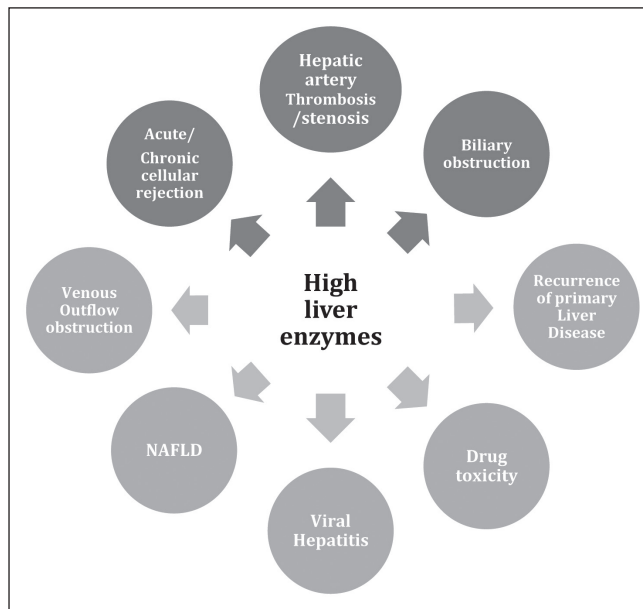 Hepatic
artery
Thrombosis
/stenosis
Biliary
obstruction
Recurrence
of primary
Liver
Disease
Drug
toxicity
Viral
Hepatitis
NAFLD
Venous
Outflow
obstruction
Acute/
Chronic
cellular
rejection
High
liver
enzymes